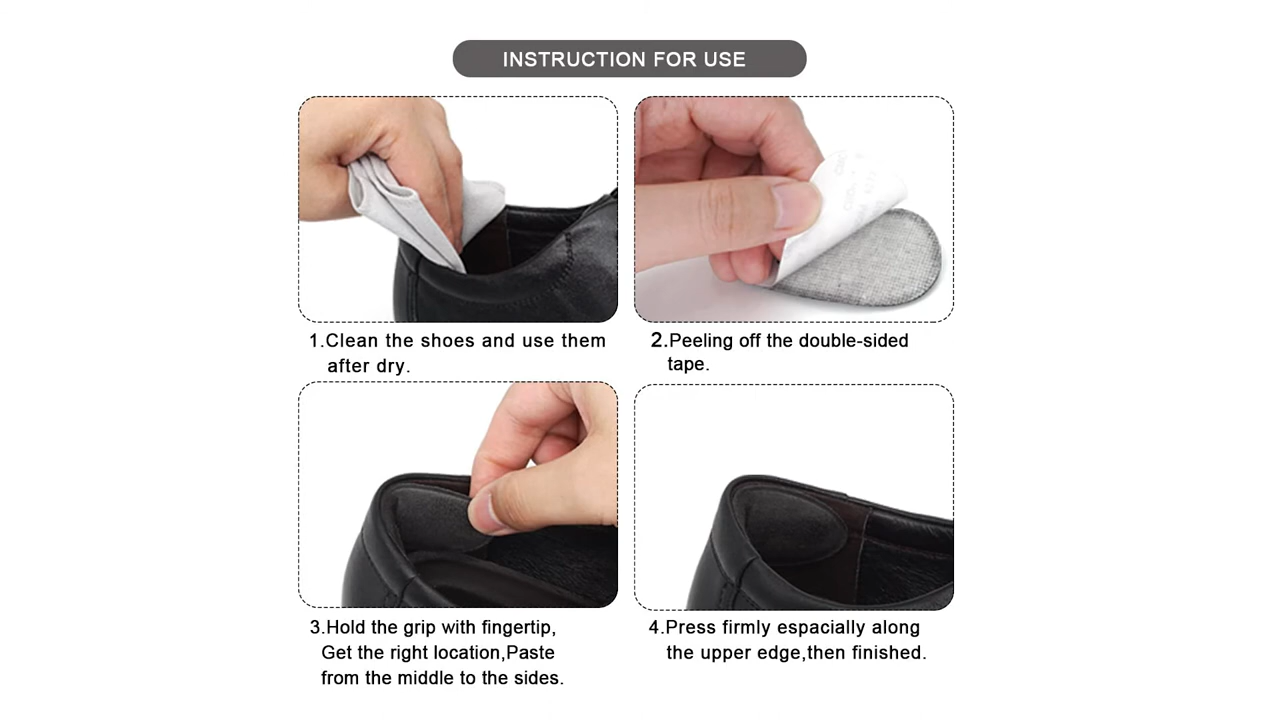 INSTRUCTION FOR USE
1.Clean the shoes and use them
after dry.
2.Peeling off the double-sided
tape.
3.Hold the grip with fingertip,
Get the right location,Paste
from the middle to the sides.
4.Press firmly espacially along
the upper edge,then finished.